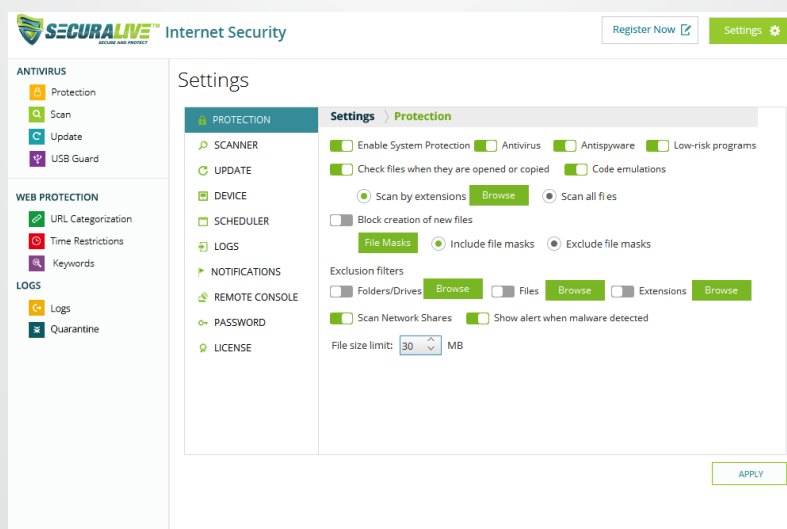 SECURALIVE™ Internet Security
SECURE AND PROTECT
Register Now
Settings
ANTIVIRUS
Protection
Scan
Update
USB Guard
WEB PROTECTION
URL Categorization
Time Restrictions
Keywords
LOGS
Logs
Quarantine
Settings
PROTECTION
SCANNER
UPDATE
DEVICE
SCHEDULER
LOGS
NOTIFICATIONS
REMOTE CONSOLE
PASSWORD
LICENSE
Settings 〉 Protection
Enable System Protection Antivirus Antispyware Low-risk programs
Check files when they are opened or copied Code emulations
Scan by extensions Browse Scan all files
Block creation of new files
File Masks Include file masks Exclude file masks
Exclusion filters
Folders/Drives Browse Files Browse Extensions Browse
Scan Network Shares Show alert when malware detected
File size limit: 30 MB
APPLY